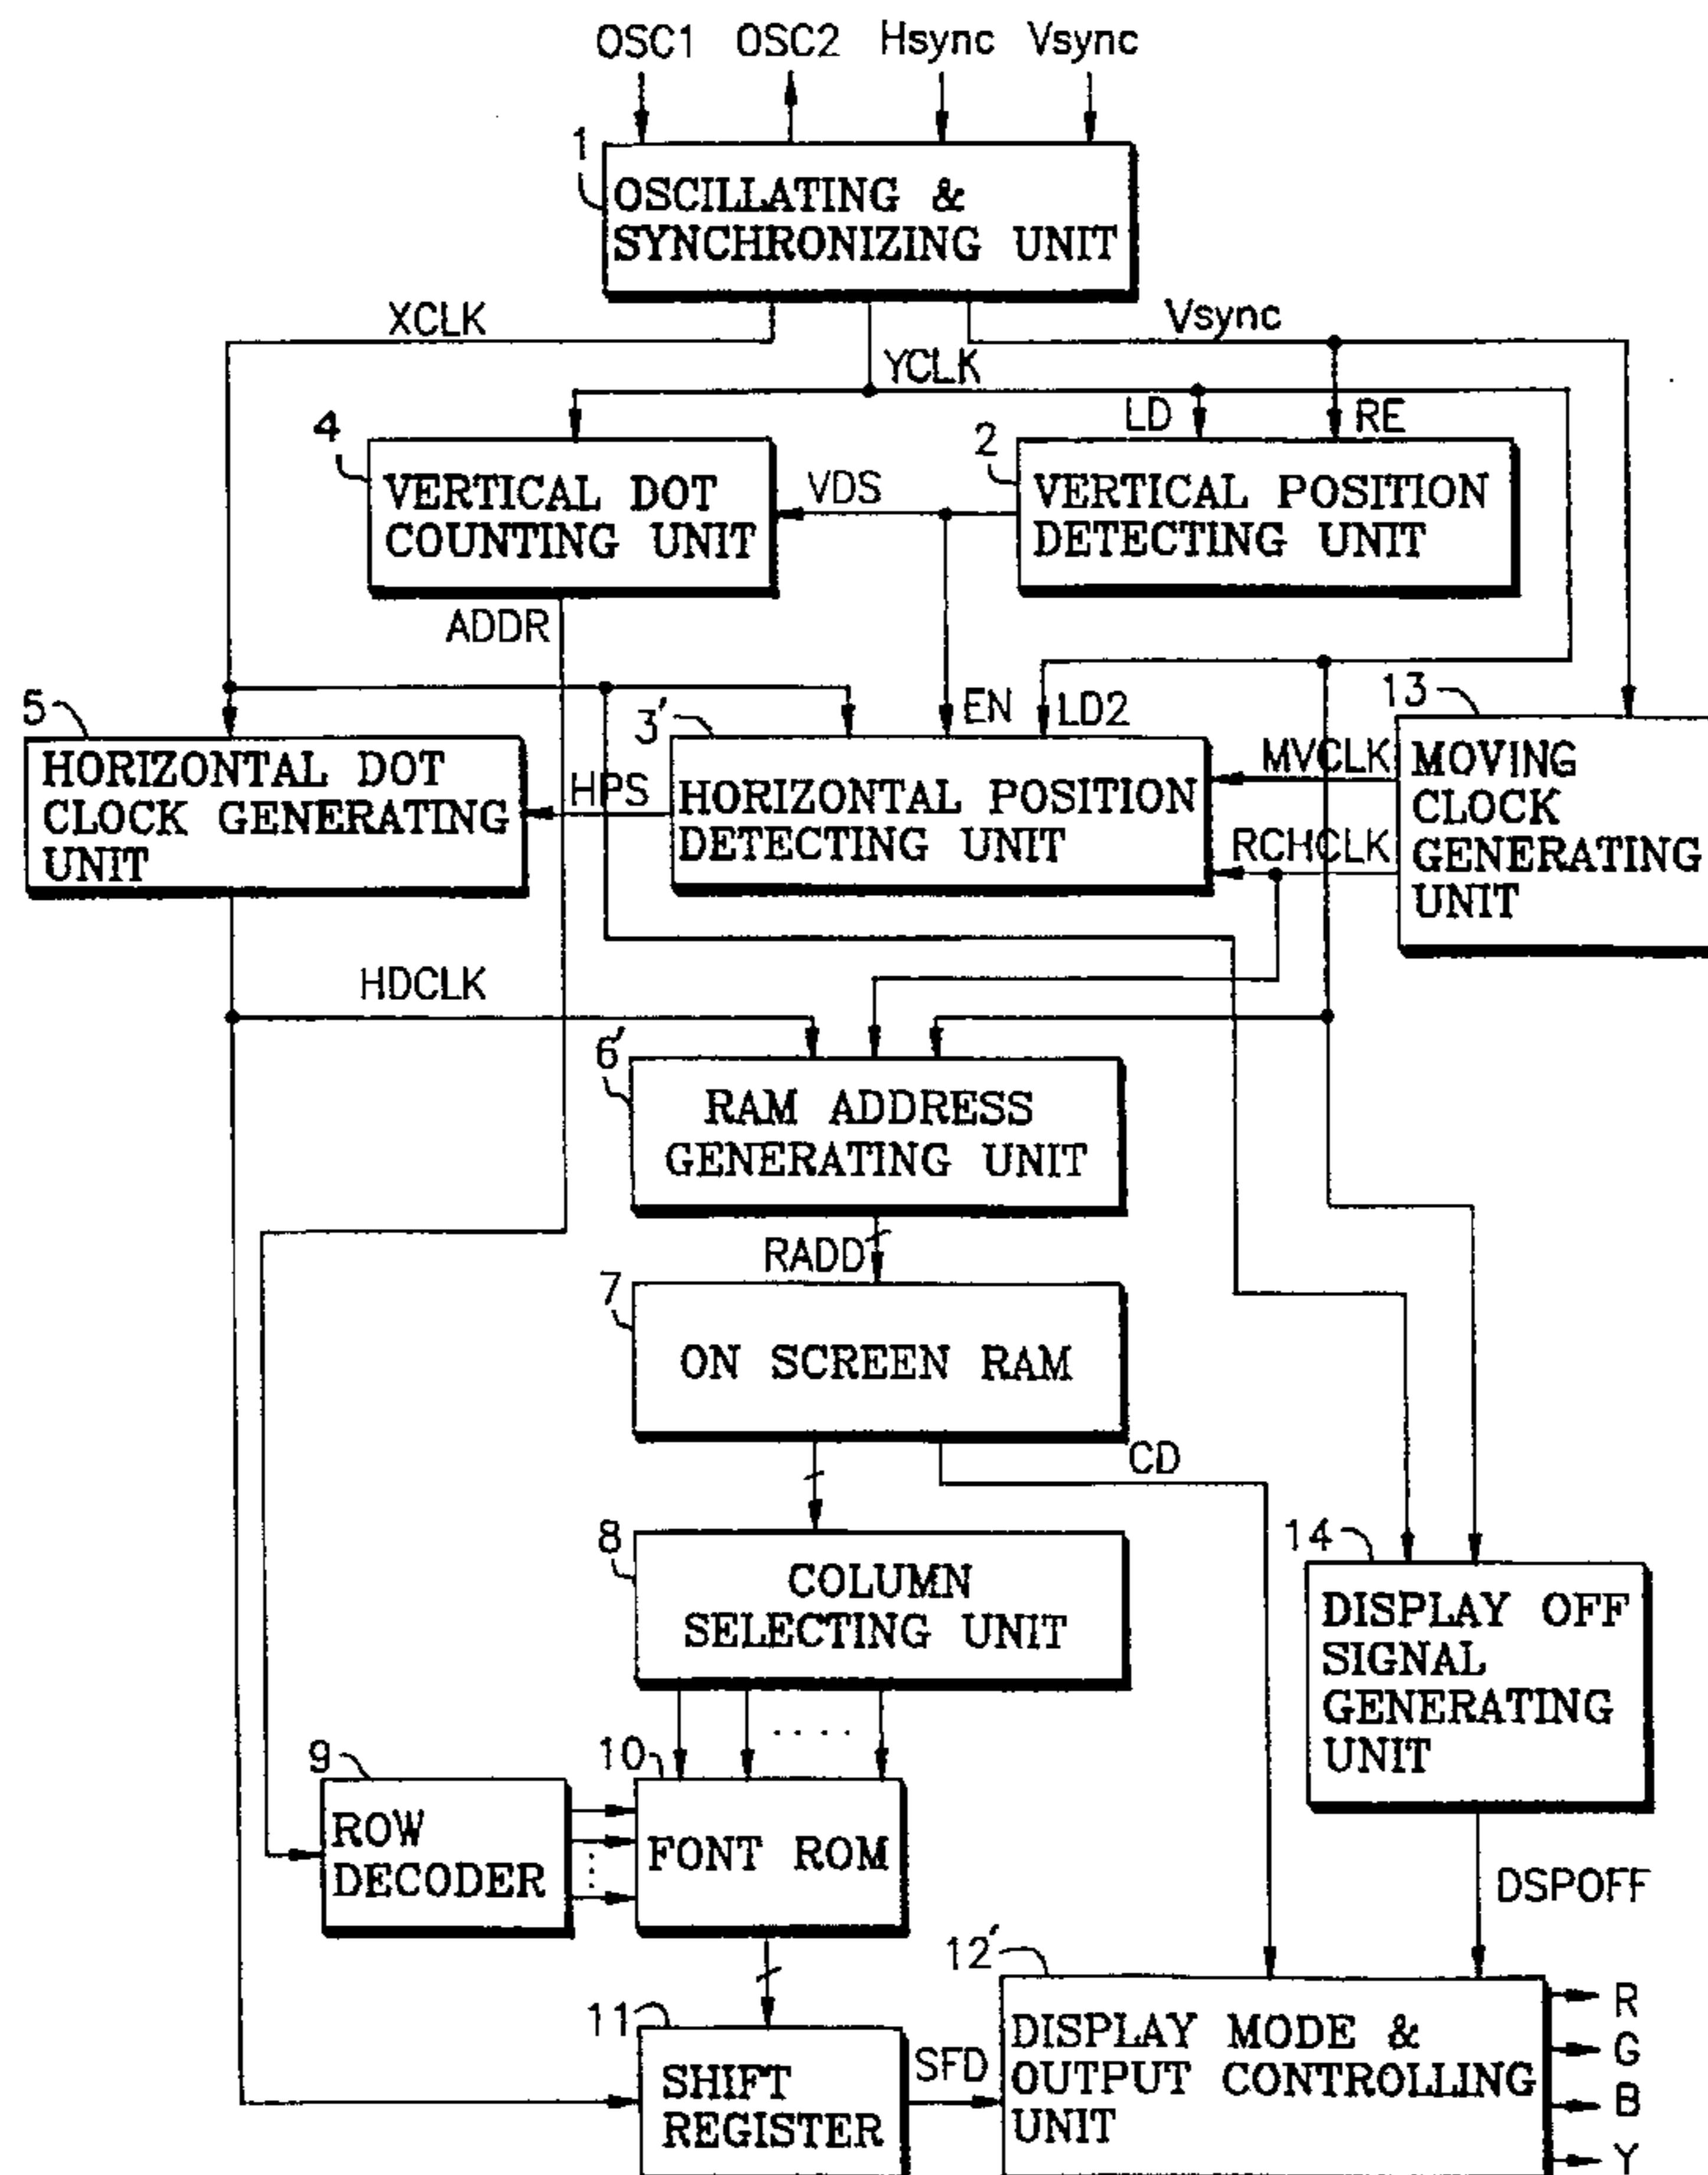 OSC1 OSC2 Hsync Vsync
1
OSCILLATING &
SYNCHRONIZING UNIT
XCLK
Vsync
YCLK
LD
RE
4
VERTICAL DOT
COUNTING UNIT
VDS
2
VERTICAL POSITION
DETECTING UNIT
ADDR
EN
LD2
5
HORIZONTAL DOT
CLOCK GENERATING
UNIT
HPS
3'
HORIZONTAL POSITION
DETECTING UNIT
MVCLK
RCHCLK
13
MOVING
CLOCK
GENERATING
UNIT
HDCLK
6'
RAM ADDRESS
GENERATING UNIT
RADD
7
ON SCREEN RAM
CD
8
COLUMN
SELECTING UNIT
14
DISPLAY OFF
SIGNAL
GENERATING
UNIT
9
ROW
DECODER
10
FONT ROM
DSPOFF
11
SHIFT
REGISTER
SFD
12'
DISPLAY MODE &
OUTPUT CONTROLLING
UNIT
R
G
B
Y